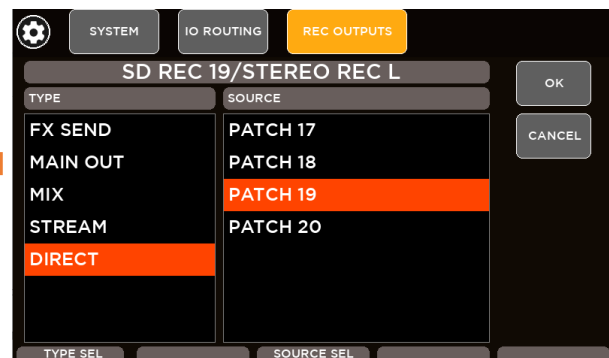 SYSTEM IO ROUTING REC OUTPUTS
SD REC 19/STEREO REC L
OK
TYPE SOURCE
FX SEND PATCH 17
CANCEL
MAIN OUT PATCH 18
MIX PATCH 19
STREAM PATCH 20
DIRECT
TYPE SEL SOURCE SEL